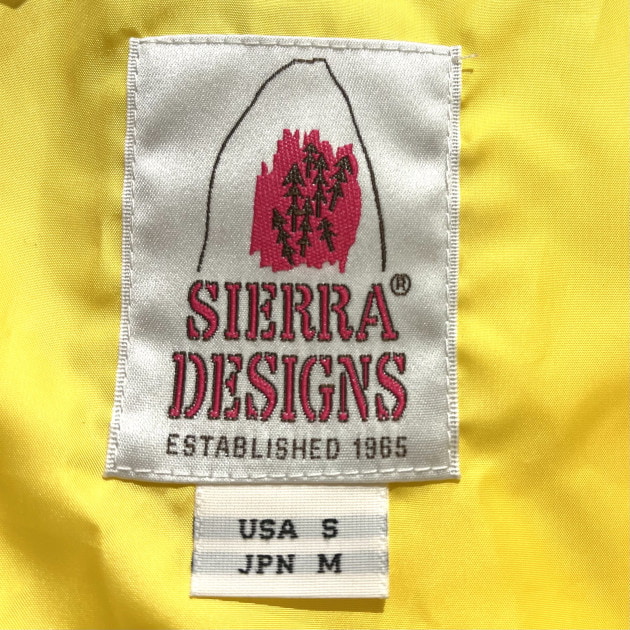 SIERRA®
DESIGNS
ESTABLISHED 1965
USA S
JPN M